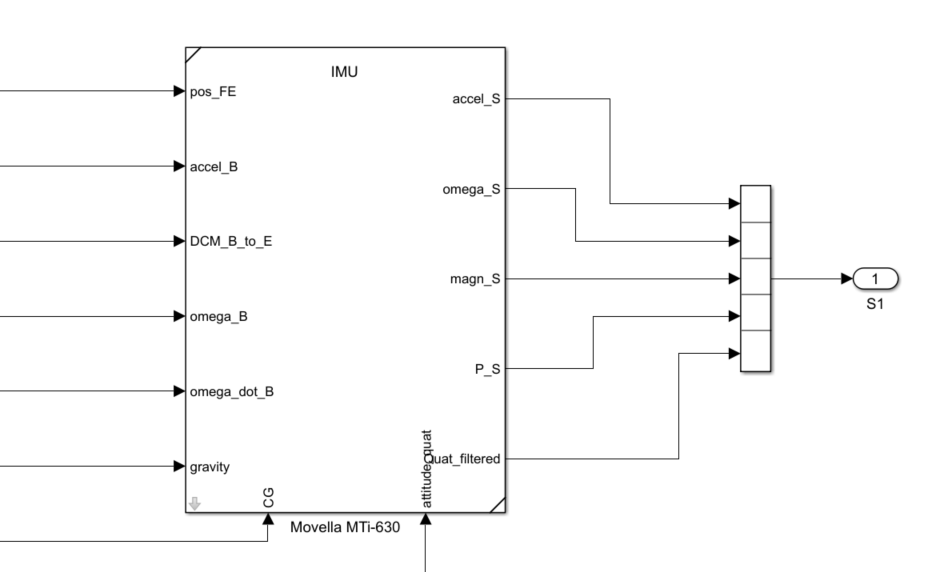 IMU
pos_FE
accel_B
DCM_B_to_E
omega_B
omega_dot_B
gravity
CG
attitude_quat
accel_S
omega_S
magn_S
P_S
quat_filtered
Movella MTi-630
1
S1